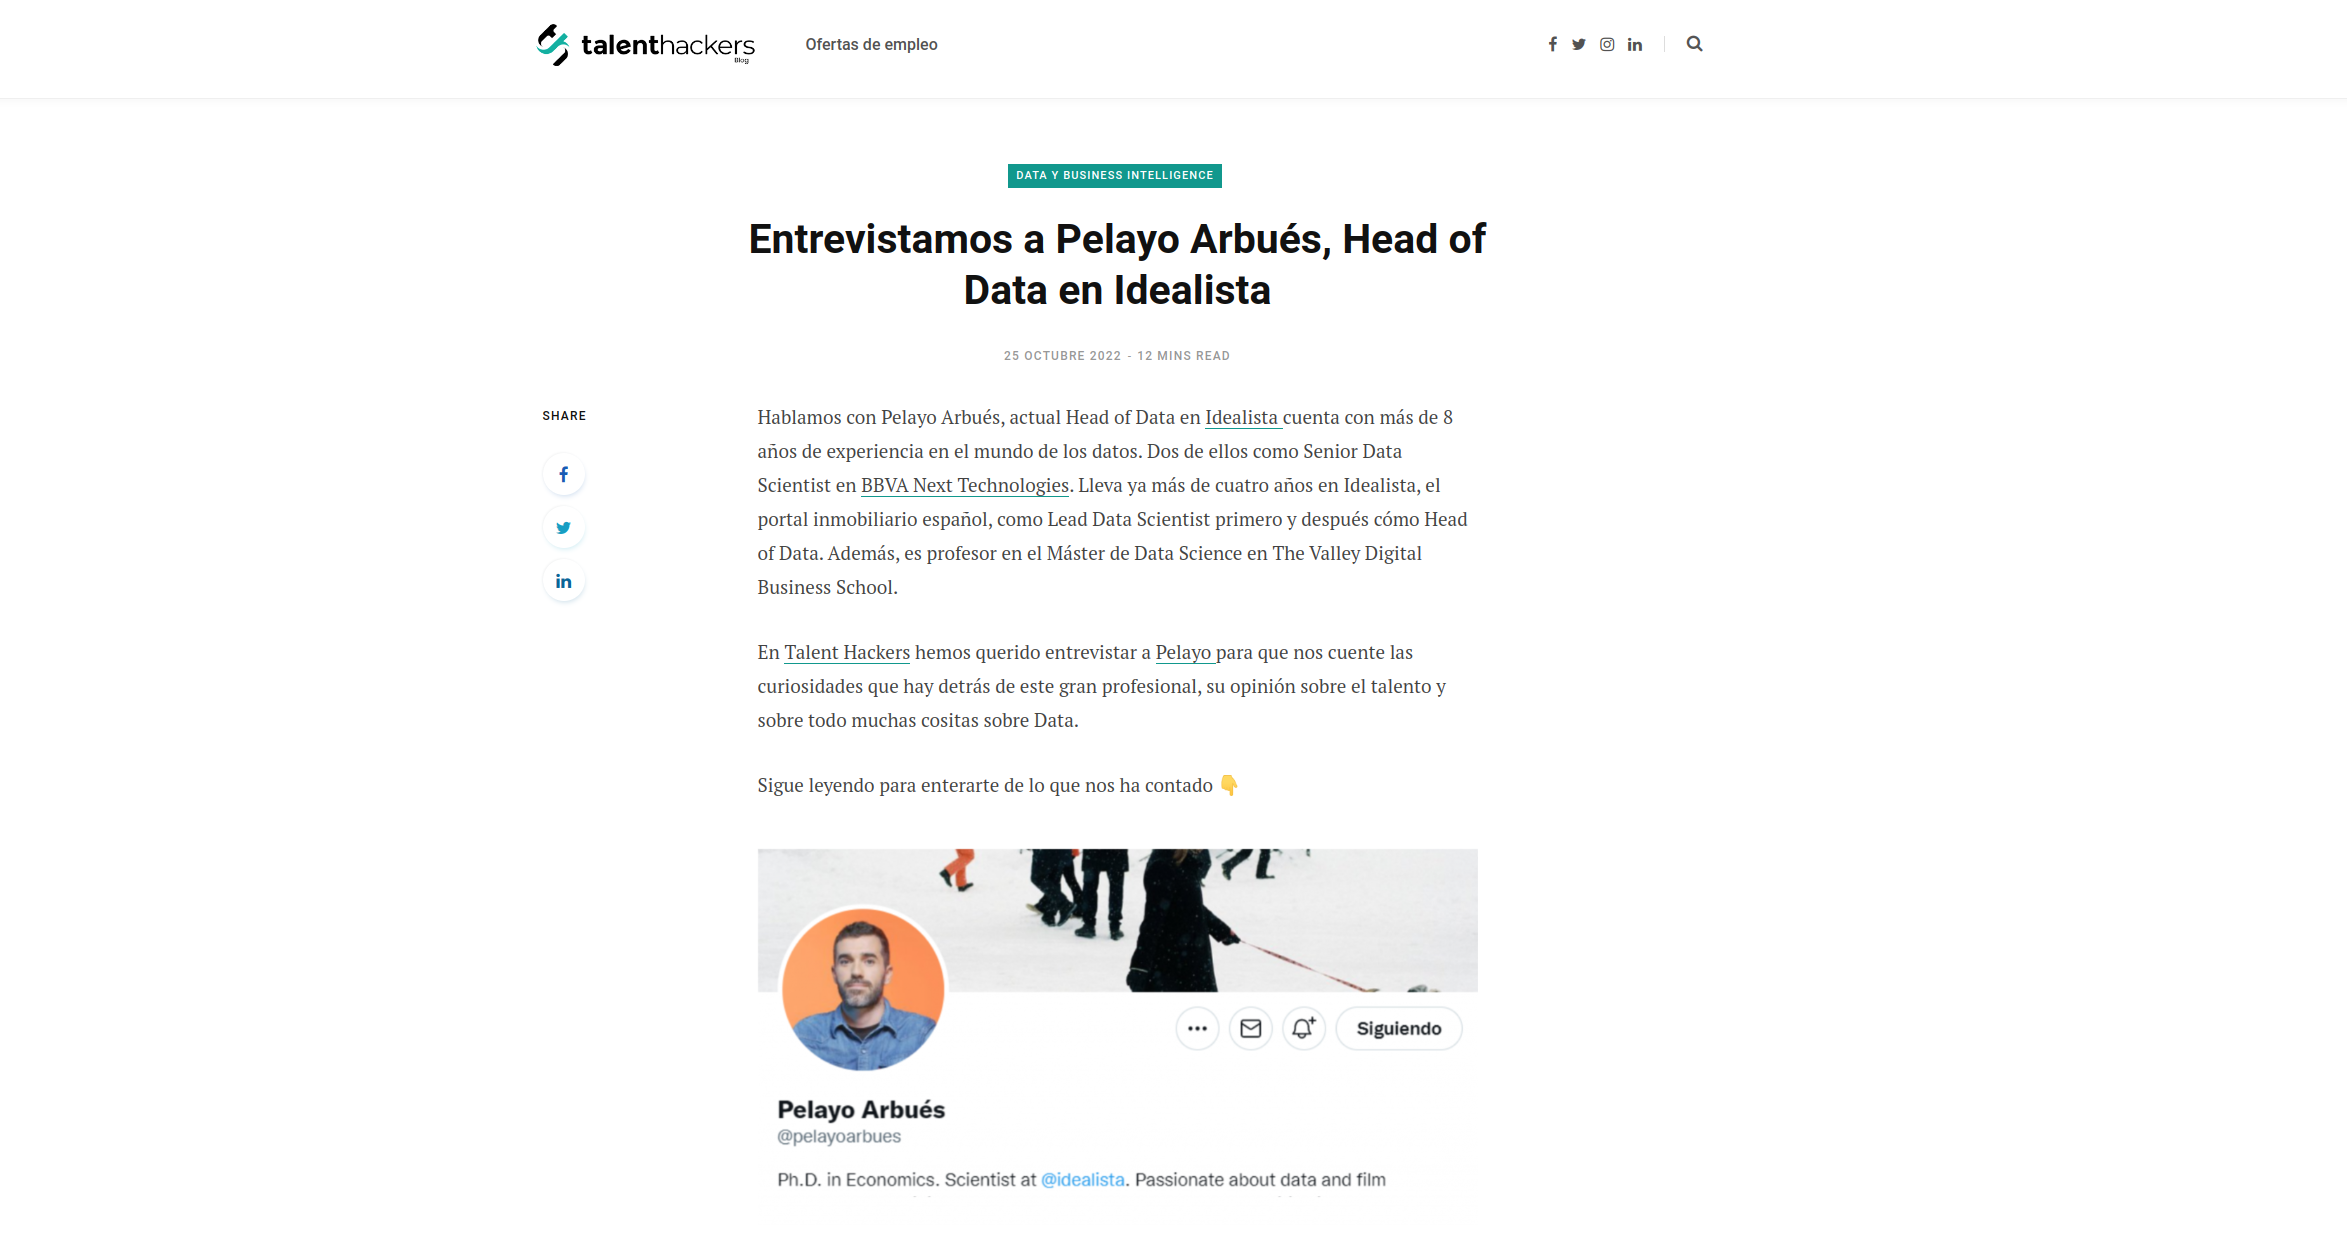 talenthackers
Blog
Ofertas de empleo
DATA Y BUSINESS INTELLIGENCE
Entrevistamos a Pelayo Arbués, Head of
Data en Idealista
25 OCTUBRE 2022 - 12 MINS READ
SHARE
Hablamos con Pelayo Arbués, actual Head of Data en Idealista cuenta con más de 8
años de experiencia en el mundo de los datos. Dos de ellos como Senior Data
Scientist en BBVA Next Technologies. Lleva ya más de cuatro años en Idealista, el
portal inmobiliario español, como Lead Data Scientist primero y después cómo Head
of Data. Además, es profesor en el Máster de Data Science en The Valley Digital
Business School.
En Talent Hackers hemos querido entrevistar a Pelayo para que nos cuente las
curiosidades que hay detrás de este gran profesional, su opinión sobre el talento y
sobre todo muchas cositas sobre Data.
Sigue leyendo para enterarte de lo que nos ha contado 👇
Siguiendo
Pelayo Arbués
@pelayoarbues
Ph.D. in Economics. Scientist at @idealista. Passionate about data and film